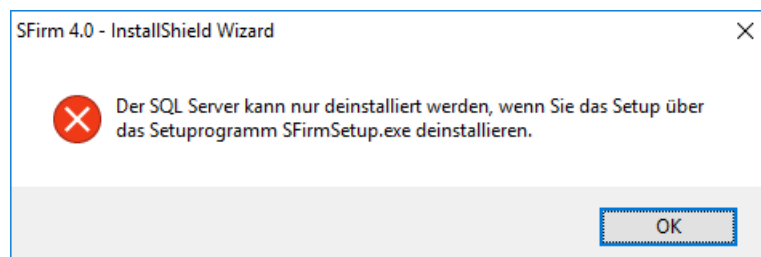 SFirm 4.0 - InstallShield Wizard
Der SQL Server kann nur deinstalliert werden, wenn Sie das Setup über
das Setuprogramm SFirmSetup.exe deinstallieren.
OK